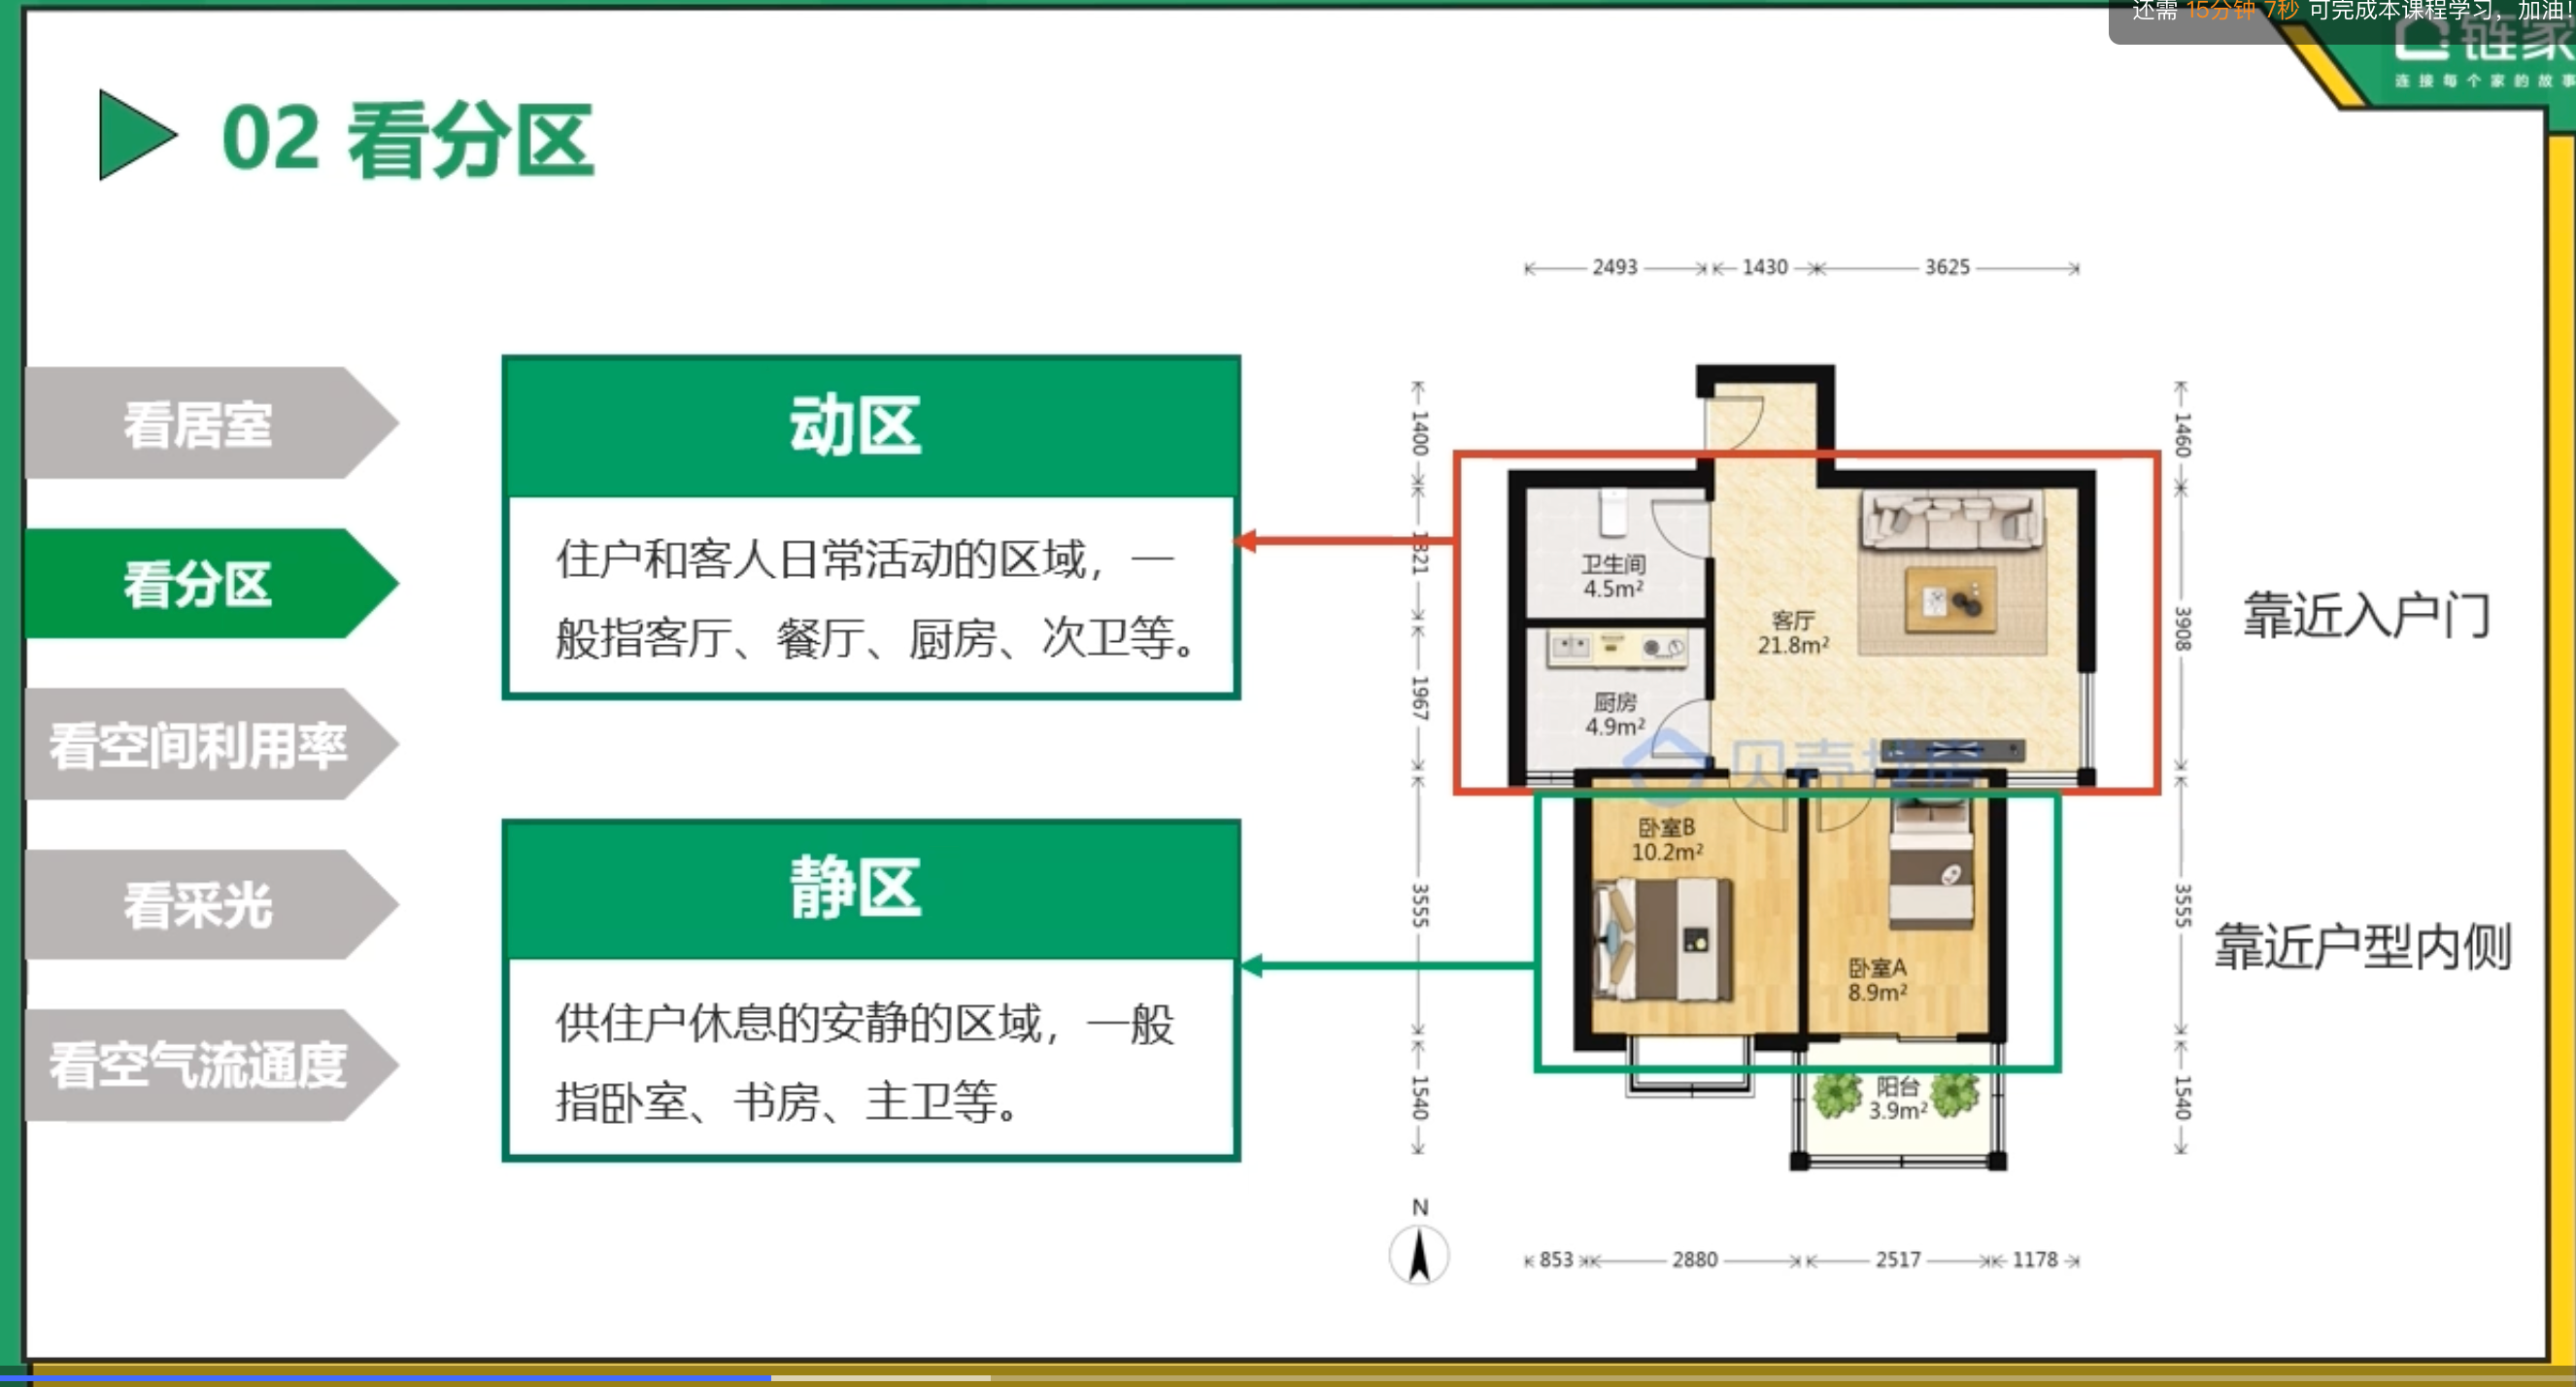 还需 15分钟 7秒 可完成本课程学习，加油!
链家
连接每个家的故事
02 看分区
看居室
看分区
看空间利用率
看采光
看空气流通度
动区
住户和客人日常活动的区域，一
般指客厅、餐厅、厨房、次卫等。
静区
供住户休息的安静的区域，一般
指卧室、书房、主卫等。
2493 1430 3625
1400
1821
1967
3555
1540
卫生间
4.5m²
客厅
21.8m²
厨房
4.9m²
贝壳找房
卧室B
10.2m²
卧室A
8.9m²
阳台
3.9m²
1460
3908
3555
1540
靠近入户门
靠近户型内侧
N
853 2880 2517 1178